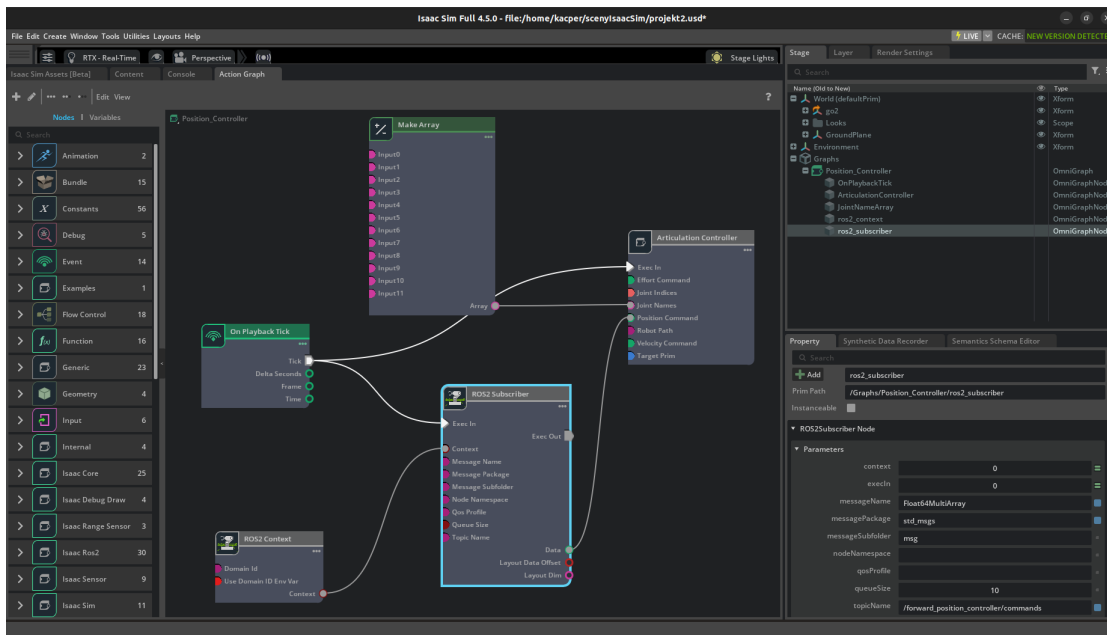 Isaac Sim Full 4.5.0 - file:/home/kacper/scenyIsaacSim/projekt2.usd*
File Edit Create Window Tools Utilities Layouts Help
LIVE CACHE: NEW VERSION DETECTE
RTX - Real-Time Perspective Stage Lights
Isaac Sim Assets [Beta] Content Console Action Graph
Edit View ?
Nodes | Variables
Search
Animation 2
Bundle 15
Constants 56
Debug 5
Event 14
Examples 1
Flow Control 18
Function 16
Generic 23
Geometry 4
Input 6
Internal 4
Isaac Core 25
Isaac Debug Draw 4
Isaac Range Sensor 3
Isaac Ros2 30
Isaac Sensor 9
Isaac Sim 11
Position_Controller
Make Array
Input0
Input1
Input2
Input3
Input4
Input5
Input6
Input7
Input8
Input9
Input10
Input11
Array
On Playback Tick
Tick
Delta Seconds
Frame
Time
ROS2 Context
Domain Id
Use Domain ID Env Var
Context
ROS2 Subscriber
Exec In
Exec Out
Context
Message Name
Message Package
Message Subfolder
Node Namespace
Qos Profile
Queue Size
Topic Name
Data
Layout Data Offset
Layout Dim
Articulation Controller
Exec In
Effort Command
Joint Indices
Joint Names
Position Command
Robot Path
Velocity Command
Target Prim
Stage Layer Render Settings
Search
Name (Old to New) Type
World (defaultPrim) Xform
go2 Xform
Looks Scope
GroundPlane Xform
Environment Xform
Graphs
Position_Controller OmniGraph
OnPlaybackTick OmniGraphNod
ArticulationController OmniGraphNod
JointNameArray OmniGraphNod
ros2_context OmniGraphNod
ros2_subscriber OmniGraphNod
Property Synthetic Data Recorder Semantics Schema Editor
Search
Add ros2_subscriber
Prim Path /Graphs/Position_Controller/ros2_subscriber
Instanceable
ROS2Subscriber Node
Parameters
context 0
execIn 0
messageName Float64MultiArray
messagePackage std_msgs
messageSubfolder msg
nodeNamespace
qosProfile
queueSize 10
topicName /forward_position_controller/commands